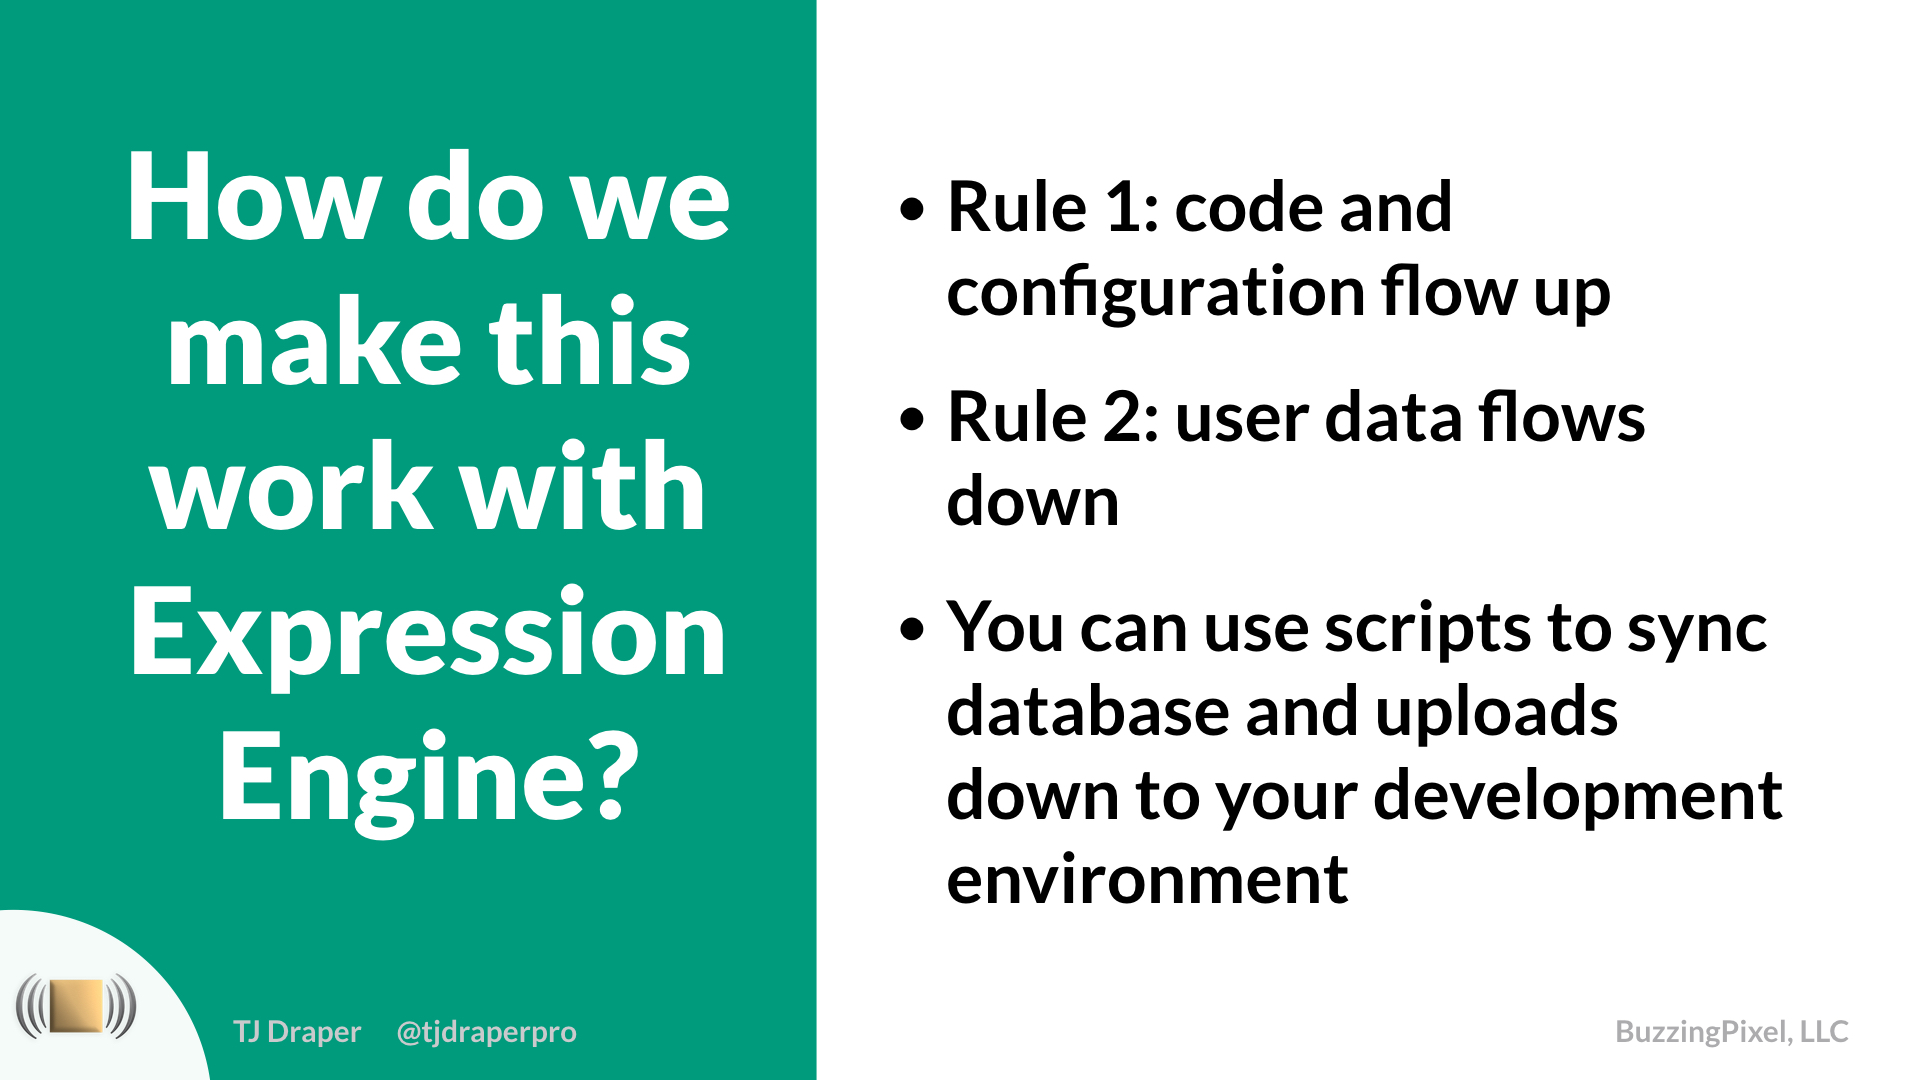 How do we
make this
work with
Expression
Engine?
• Rule 1: code and
configuration flow up
• Rule 2: user data flows
down
• You can use scripts to sync
database and uploads
down to your development
environment
TJ Draper @tjdraperpro
BuzzingPixel, LLC